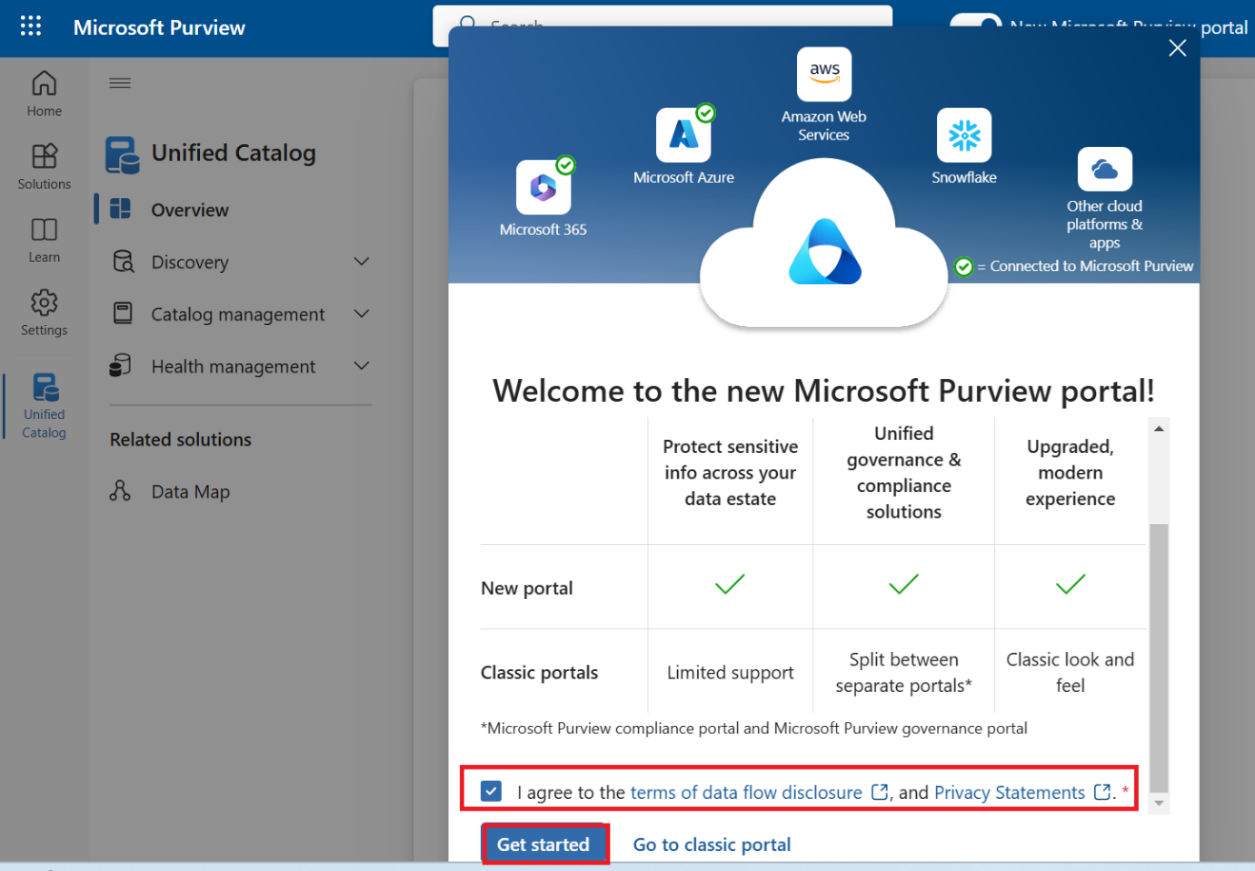 Microsoft Purview
Search
New Microsoft Purview portal
Home
Solutions
Learn
Settings
Unified
Catalog
Unified Catalog
Overview
Discovery
Catalog management
Health management
Related solutions
Data Map
aws
Amazon Web
Services
Microsoft Azure
Snowflake
Microsoft 365
Other cloud
platforms &
apps
= Connected to Microsoft Purview
Welcome to the new Microsoft Purview portal!
Protect sensitive
info across your
data estate
Unified
governance &
compliance
solutions
Upgraded,
modern
experience
New portal
Classic portals
Limited support
Split between
separate portals*
Classic look and
feel
*Microsoft Purview compliance portal and Microsoft Purview governance portal
I agree to the terms of data flow disclosure , and Privacy Statements . *
Get started
Go to classic portal